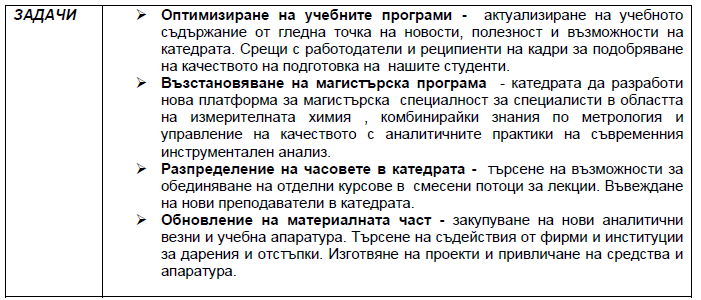 ЗАДАЧИ
➢ Оптимизиране на учебните програми - актуализиране на учебното
съдържание от гледна точка на новости, полезност и възможности на
катедрата. Срещи с работодатели и реципиенти на кадри за подобряване
на качеството на подготовка на нашите студенти.
➢ Възстановяване на магистърска програма - катедрата да разработи
нова платформа за магистърска специалност за специалисти в областта
на измерителната химия , комбинирайки знания по метрология и
управление на качеството с аналитичните практики на съвременния
инструментален анализ.
➢ Разпределение на часовете в катедрата - търсене на възможности за
обединяване на отделни курсове в смесени потоци за лекции. Въвеждане
на нови преподаватели в катедрата.
➢ Обновление на материалната част - закупуване на нови аналитични
везни и учебна апаратура. Търсене на съдействия от фирми и институции
за дарения и отстъпки. Изготвяне на проекти и привличане на средства и
апаратура.